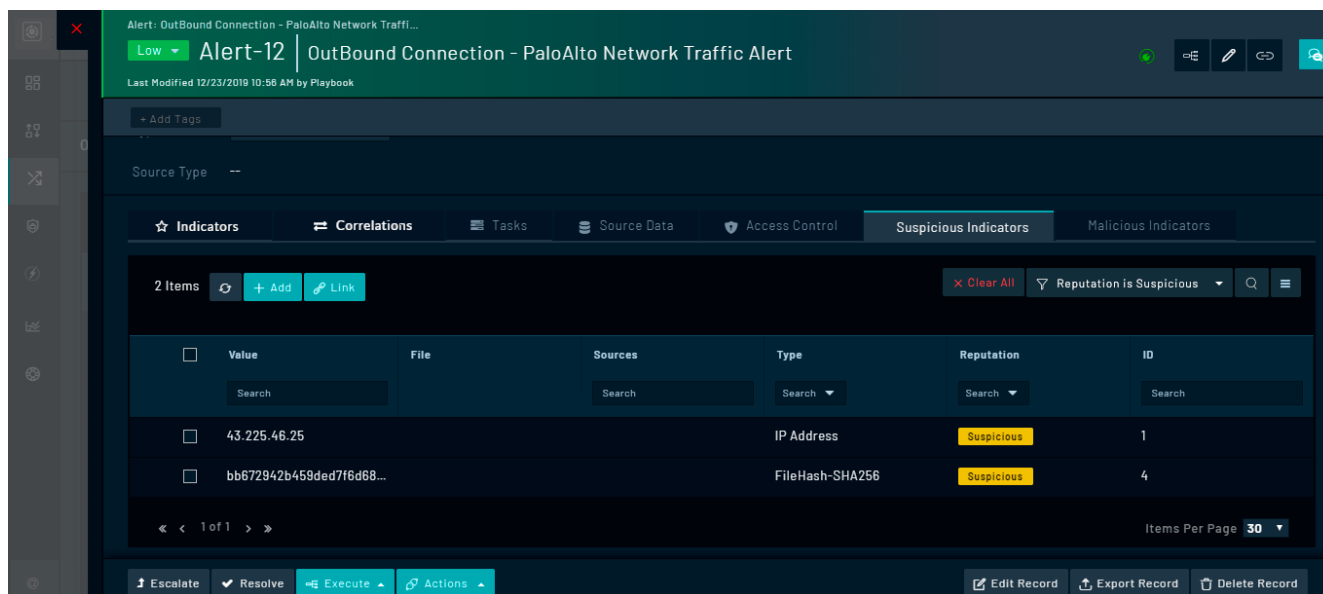 Alert: OutBound Connection - PaloAlto Network Traffi...
Low Alert-12 OutBound Connection - PaloAlto Network Traffic Alert
Last Modified 12/23/2019 10:56 AM by Playbook
+ Add Tags
Source Type --
Indicators Correlations Tasks Source Data Access Control Suspicious Indicators Malicious Indicators
2 Items + Add Link × Clear All Reputation is Suspicious
Value File Sources Type Reputation ID
Search Search Search Search Search
43.225.46.25 IP Address Suspicious 1
bb672942b459ded7f6d68... FileHash-SHA256 Suspicious 4
« < 1 of 1 > » Items Per Page 30
Escalate Resolve Execute Actions Edit Record Export Record Delete Record